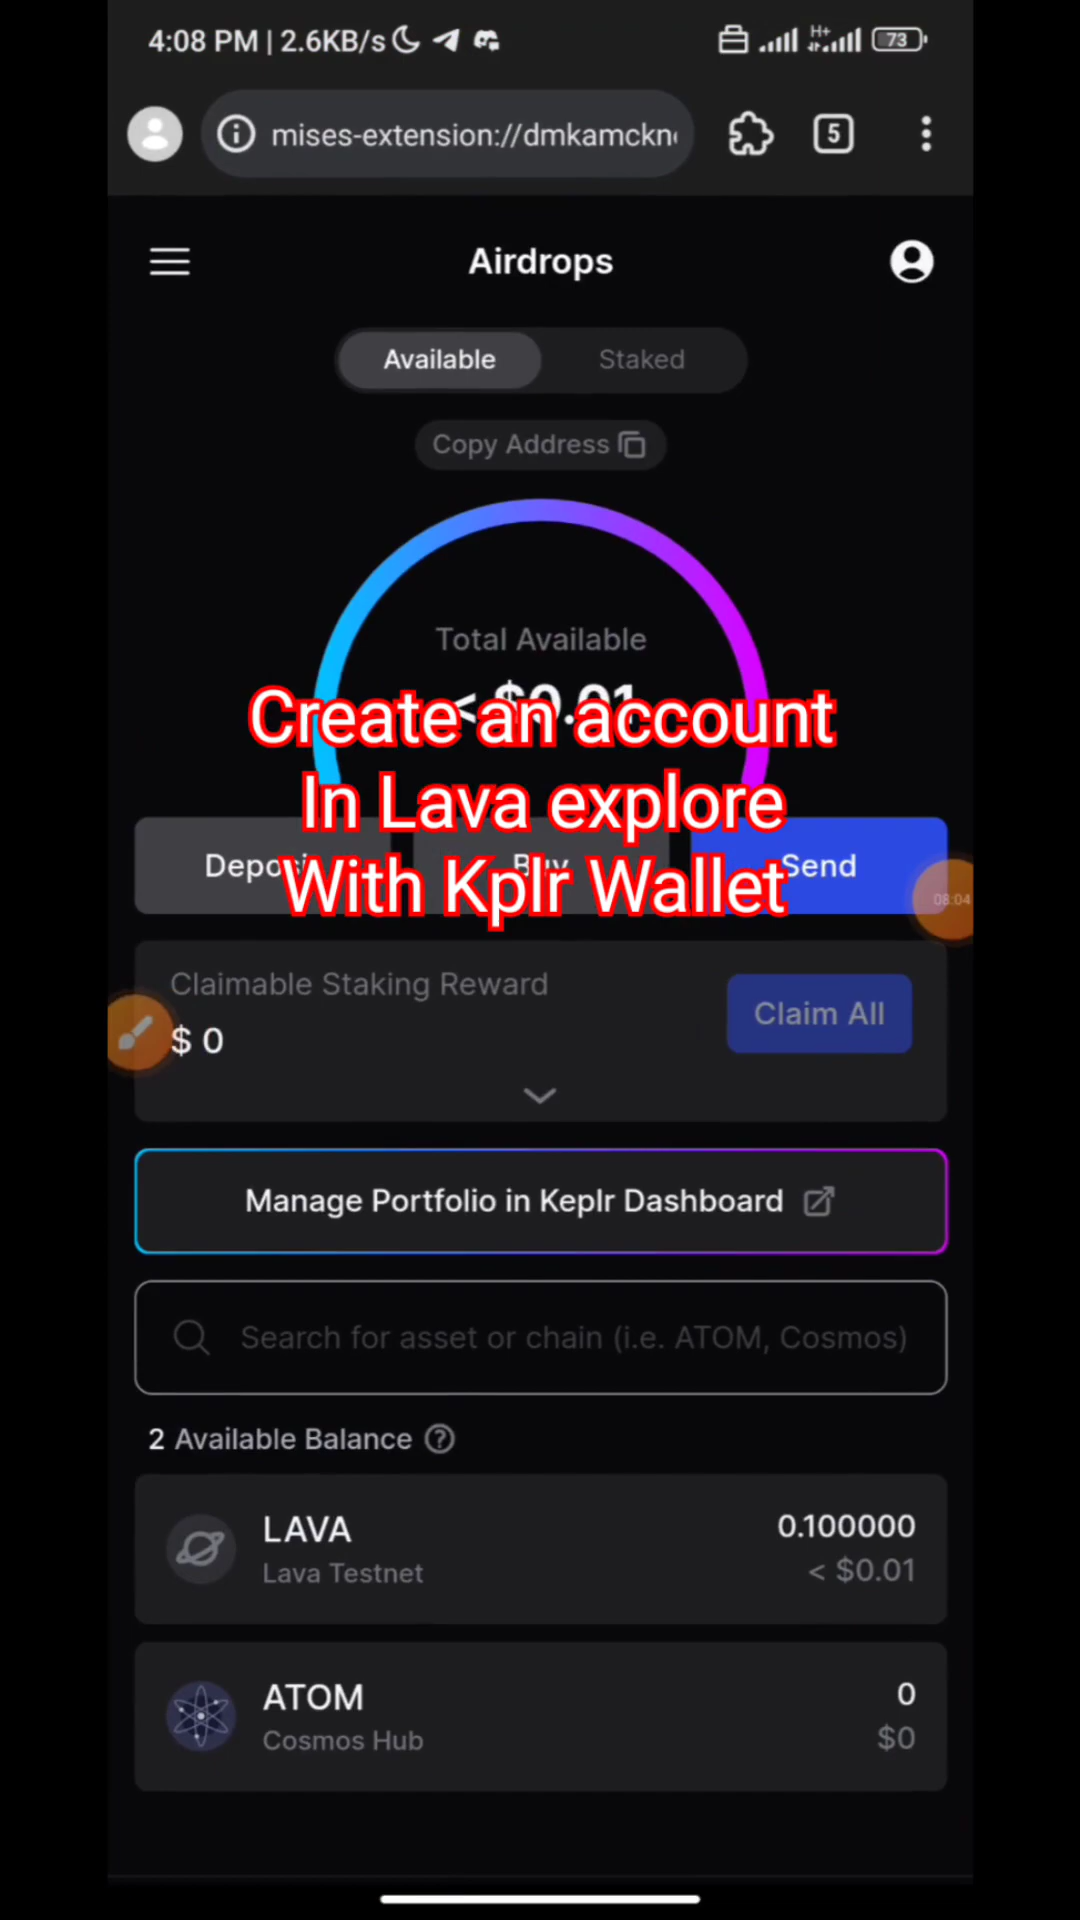 4:08 PM | 2.6KB/s
H+
73
mises-extension://dmkamckn
5
Airdrops
Available
Staked
Copy Address
Total Available
< $0.01
Create an account
In Lava explore
With Kplr Wallet
Deposi
Buy
Send
08:04
Claimable Staking Reward
$ 0
Claim All
Manage Portfolio in Keplr Dashboard
Search for asset or chain (i.e. ATOM, Cosmos)
2 Available Balance
LAVA
0.100000
Lava Testnet
< $0.01
ATOM
0
Cosmos Hub
$0